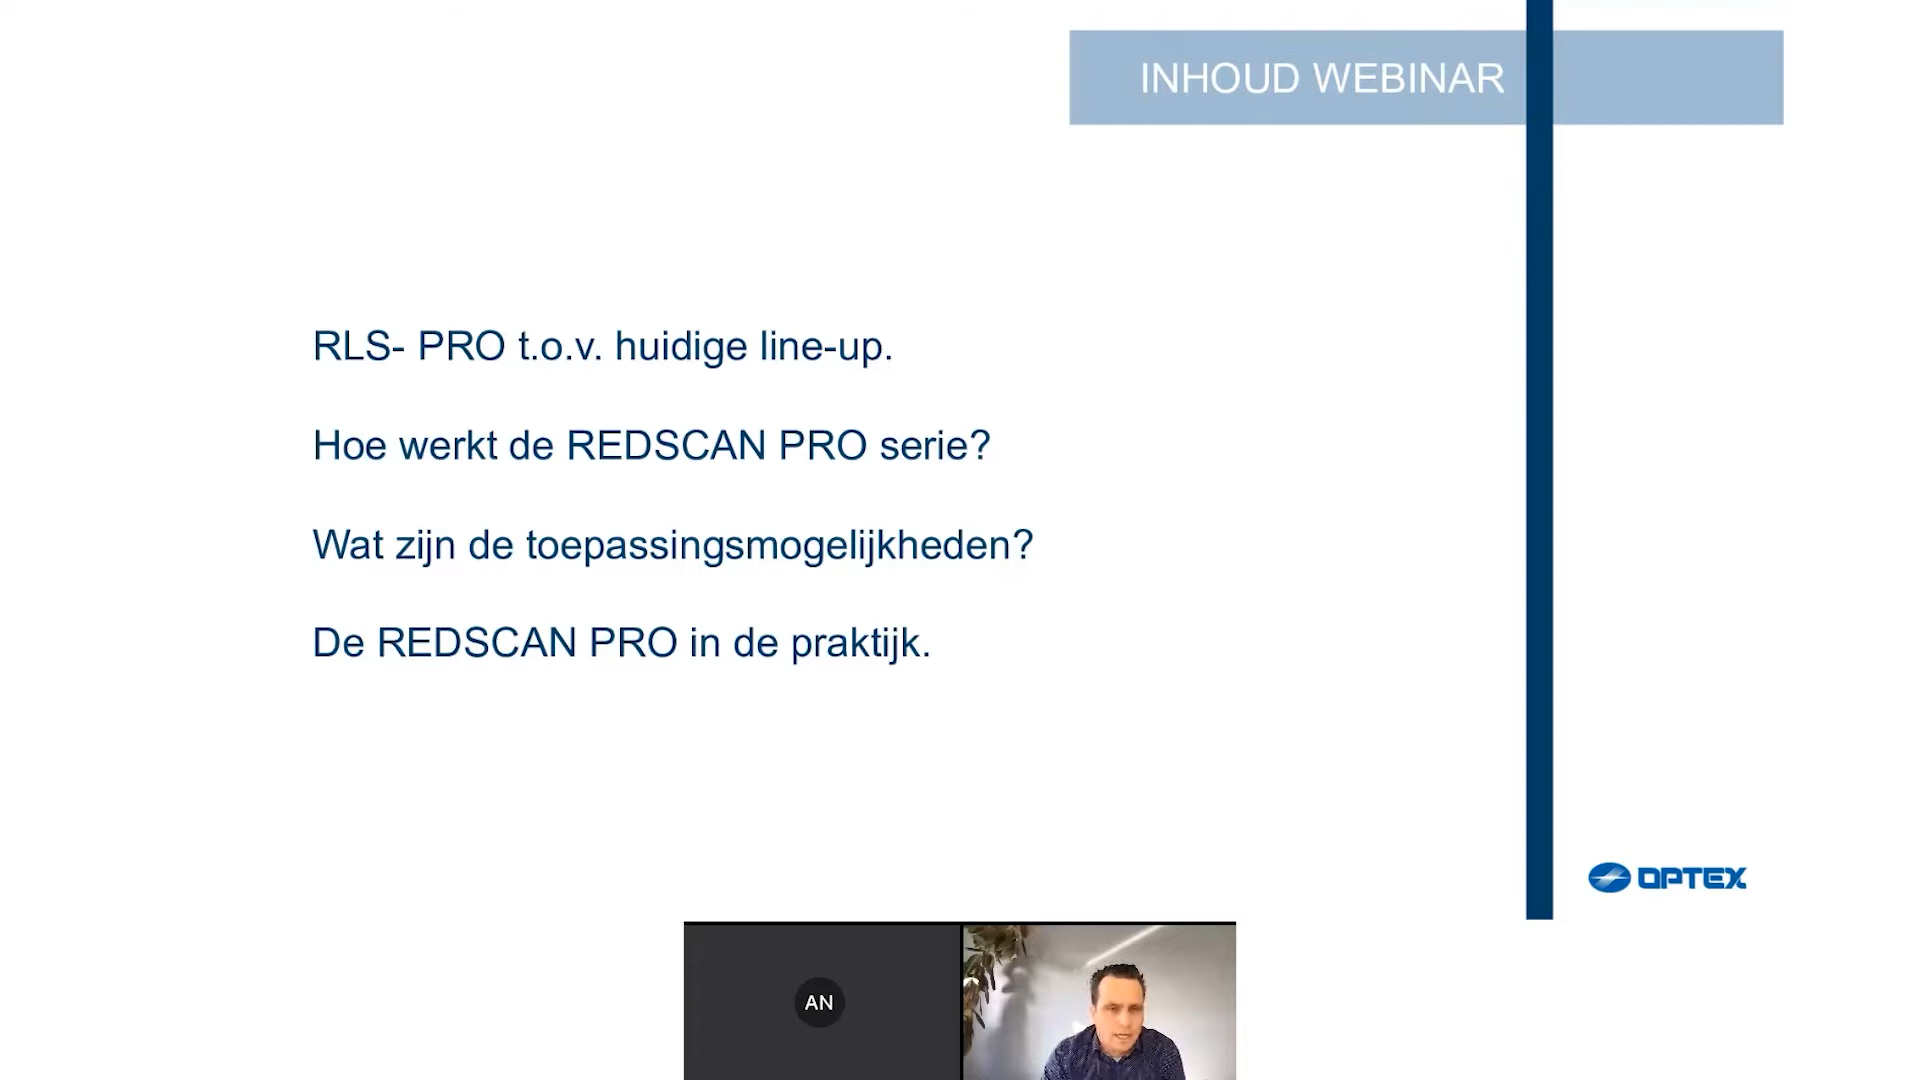 INHOUD WEBINAR
RLS- PRO t.o.v. huidige line-up.
Hoe werkt de REDSCAN PRO serie?
Wat zijn de toepassingsmogelijkheden?
De REDSCAN PRO in de praktijk.
OPTEX
AN